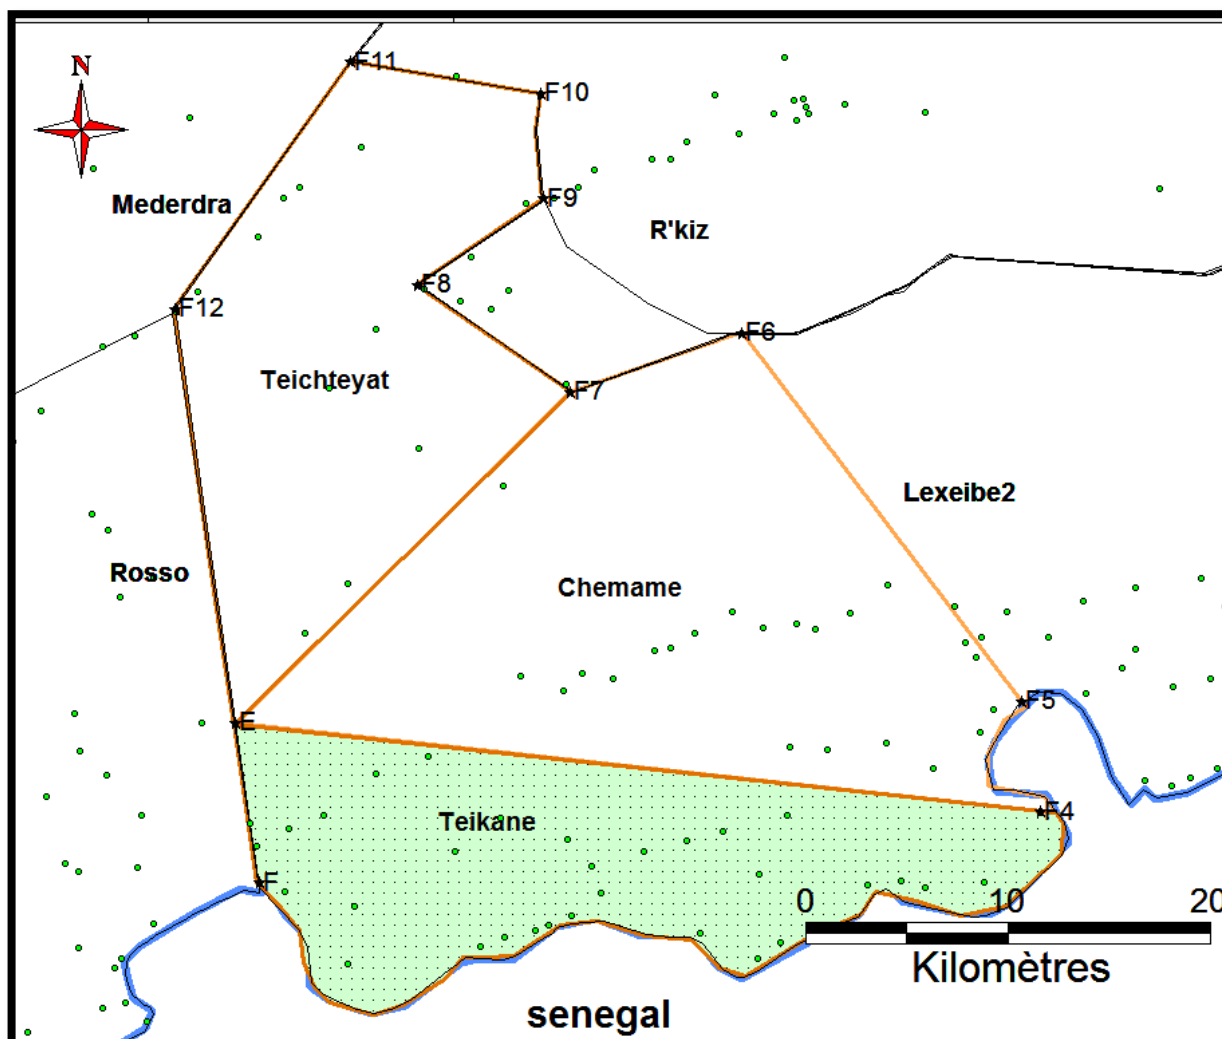 N
F11
F10
Mederdra
F9
R'kiz
F8
F12
F6
Teichteyat
F7
Lexeibe2
Rosso
Chemame
F5
E
F4
Teikane
F
0 10 20
Kilomètres
senegal